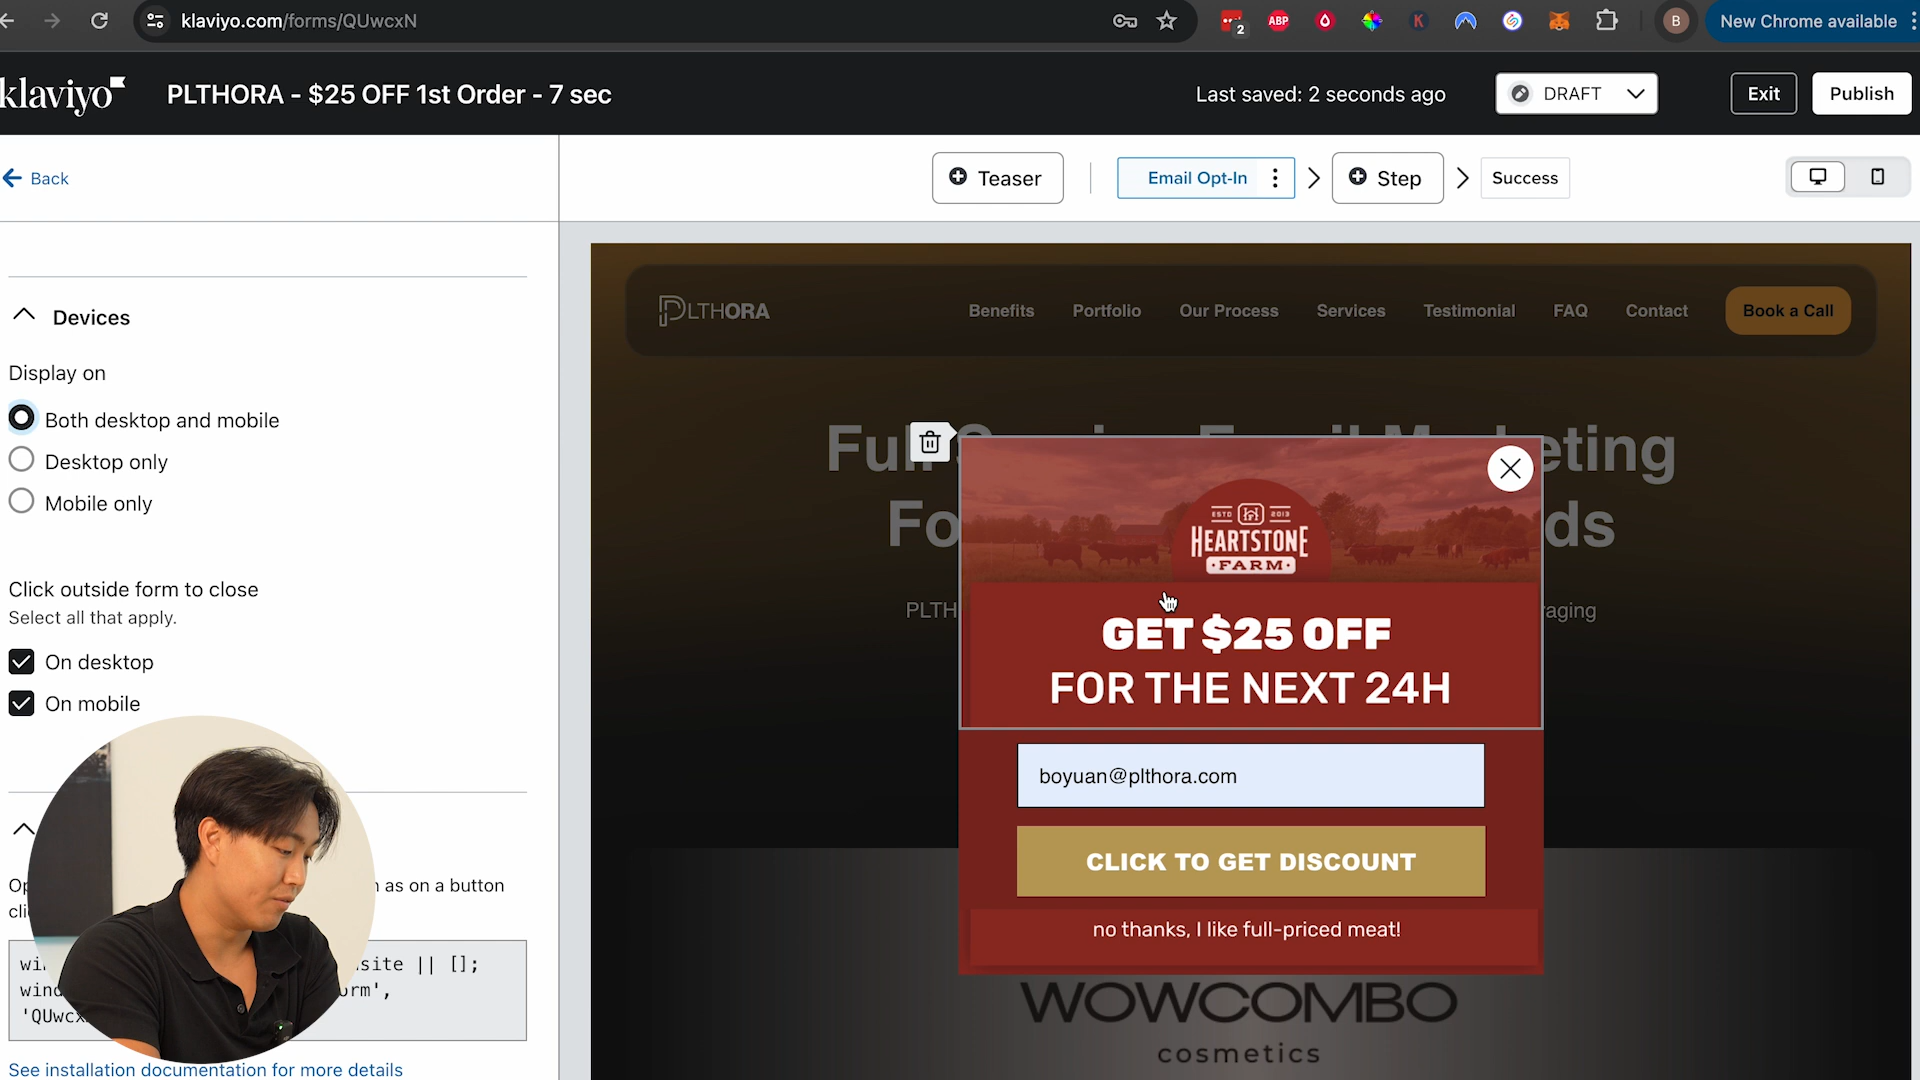 klaviyo.com/forms/QUwcxN
2
ABP
K
B
New Chrome available
klaviyo
PLTHORA - $25 OFF 1st Order - 7 sec
Last saved: 2 seconds ago
DRAFT
Exit
Publish
Back
Teaser
Email Opt-In
Step
Success
Devices
Display on
Both desktop and mobile
Desktop only
Mobile only
Click outside form to close
Select all that apply.
On desktop
On mobile
as on a button
site || [];
'QUwcx
See installation documentation for more details
PLTHORA
Benefits
Portfolio
Our Process
Services
Testimonial
FAQ
Contact
Book a Call
Email Marketing
ESTD 2013
HEARTSTONE
FARM
GET $25 OFF
FOR THE NEXT 24H
boyuan@plthora.com
CLICK TO GET DISCOUNT
no thanks, I like full-priced meat!
WOWCOMBO
cosmetics